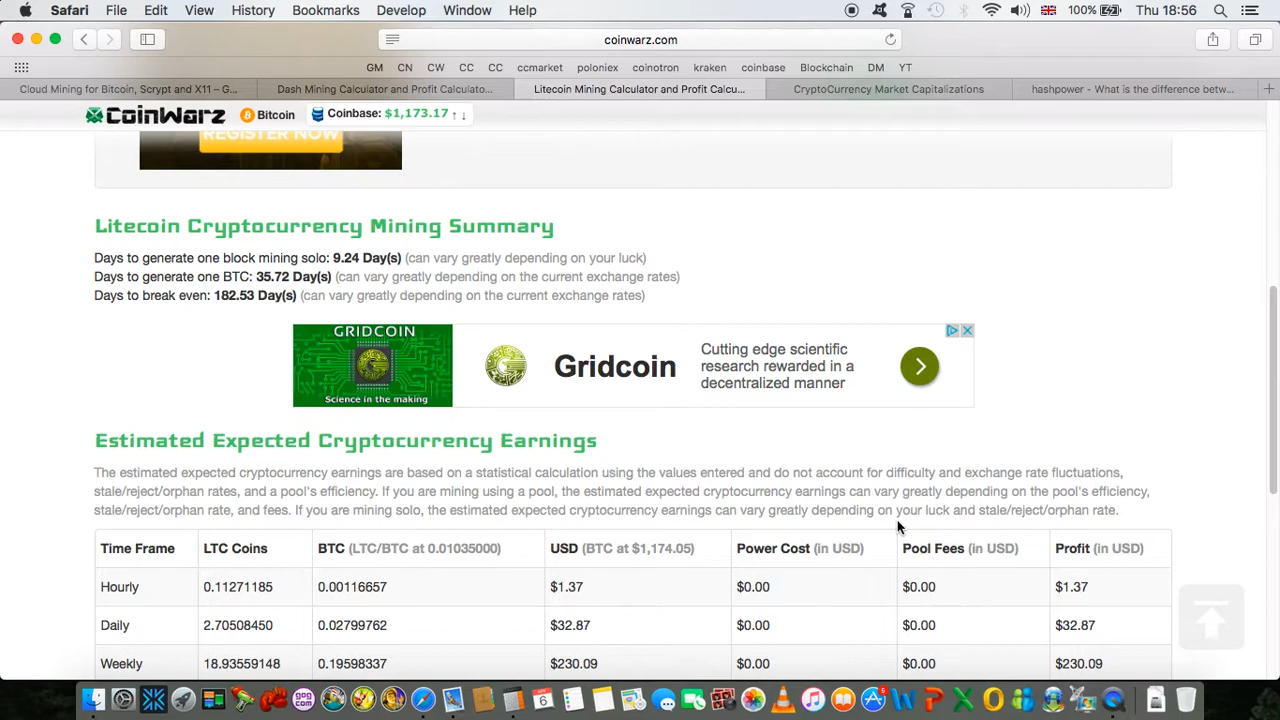 Safari File Edit View History Bookmarks Develop Window Help 100% Thu 18:56
coinwarz.com
GM CN CW CC CC ccmarket poloniex coinotron kraken coinbase Blockchain DM YT
Cloud Mining for Bitcoin, Scrypt and X11 – G... Dash Mining Calculator and Profit Calculato... Litecoin Mining Calculator and Profit Calcu... CryptoCurrency Market Capitalizations hashpower - What is the difference betw...
CoinWarz Bitcoin Coinbase: $1,173.17 ↑ ↓
REGISTER NOW
Litecoin Cryptocurrency Mining Summary
Days to generate one block mining solo: 9.24 Day(s) (can vary greatly depending on your luck)
Days to generate one BTC: 35.72 Day(s) (can vary greatly depending on the current exchange rates)
Days to break even: 182.53 Day(s) (can vary greatly depending on the current exchange rates)
GRIDCOIN
Science in the making
Gridcoin
Cutting edge scientific
research rewarded in a
decentralized manner
Estimated Expected Cryptocurrency Earnings
The estimated expected cryptocurrency earnings are based on a statistical calculation using the values entered and do not account for difficulty and exchange rate fluctuations,
stale/reject/orphan rates, and a pool's efficiency. If you are mining using a pool, the estimated expected cryptocurrency earnings can vary greatly depending on the pool's efficiency,
stale/reject/orphan rate, and fees. If you are mining solo, the estimated expected cryptocurrency earnings can vary greatly depending on your luck and stale/reject/orphan rate.
Time Frame LTC Coins BTC (LTC/BTC at 0.01035000) USD (BTC at $1,174.05) Power Cost (in USD) Pool Fees (in USD) Profit (in USD)
Hourly 0.11271185 0.00116657 $1.37 $0.00 $0.00 $1.37
Daily 2.70508450 0.02799762 $32.87 $0.00 $0.00 $32.87
Weekly 18.93559148 0.19598337 $230.09 $0.00 $0.00 $230.09